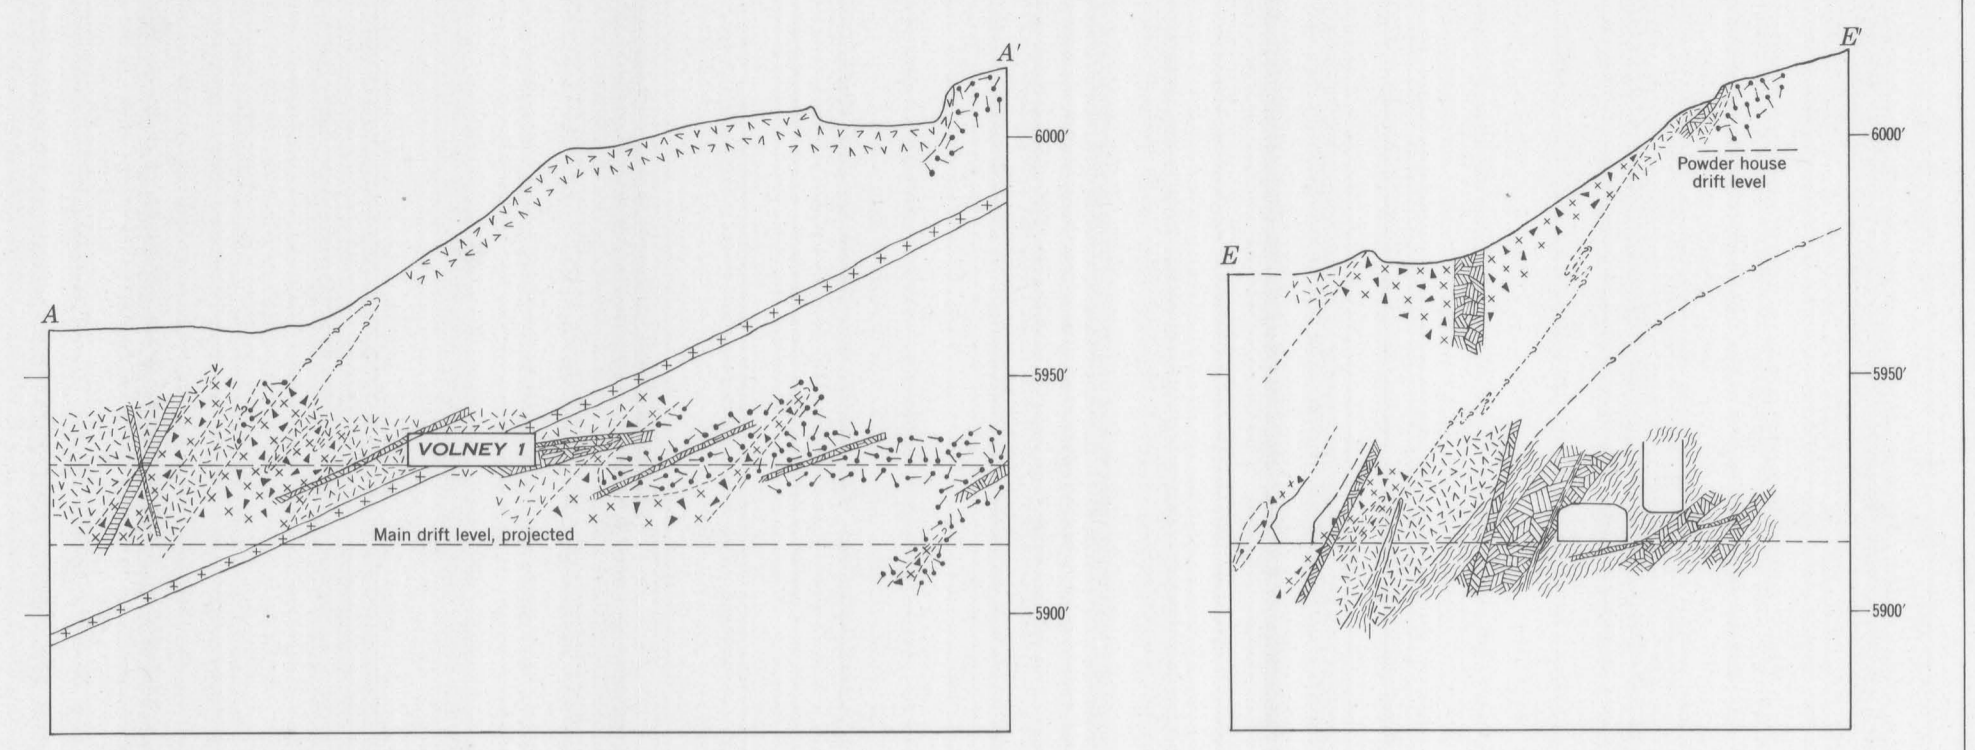 A
A'
6000'
5950'
5900'
VOLNEY 1
Main drift level, projected
E
E'
6000'
Powder house
drift level
5950'
5900'